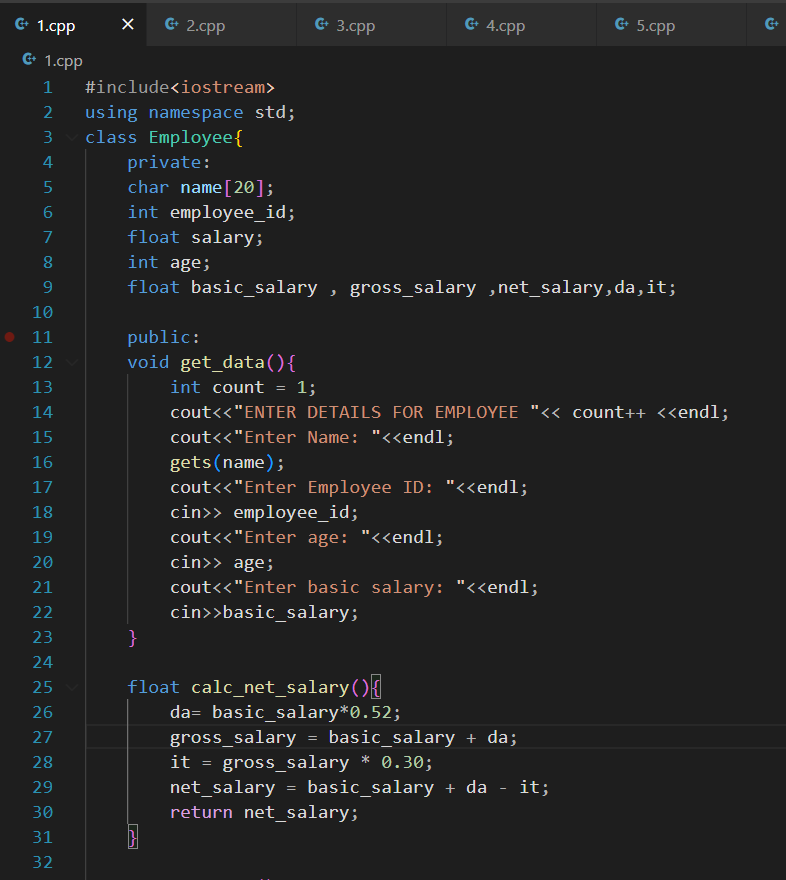 1.cpp 2.cpp 3.cpp 4.cpp 5.cpp
1.cpp
1 #include<iostream>
2 using namespace std;
3 class Employee{
4 private:
5 char name[20];
6 int employee_id;
7 float salary;
8 int age;
9 float basic_salary , gross_salary ,net_salary,da,it;
10
11 public:
12 void get_data(){
13 int count = 1;
14 cout<<"ENTER DETAILS FOR EMPLOYEE "<< count++ <<endl;
15 cout<<"Enter Name: "<<endl;
16 gets(name);
17 cout<<"Enter Employee ID: "<<endl;
18 cin>> employee_id;
19 cout<<"Enter age: "<<endl;
20 cin>> age;
21 cout<<"Enter basic salary: "<<endl;
22 cin>>basic_salary;
23 }
24
25 float calc_net_salary(){
26 da= basic_salary*0.52;
27 gross_salary = basic_salary + da;
28 it = gross_salary * 0.30;
29 net_salary = basic_salary + da - it;
30 return net_salary;
31 }
32